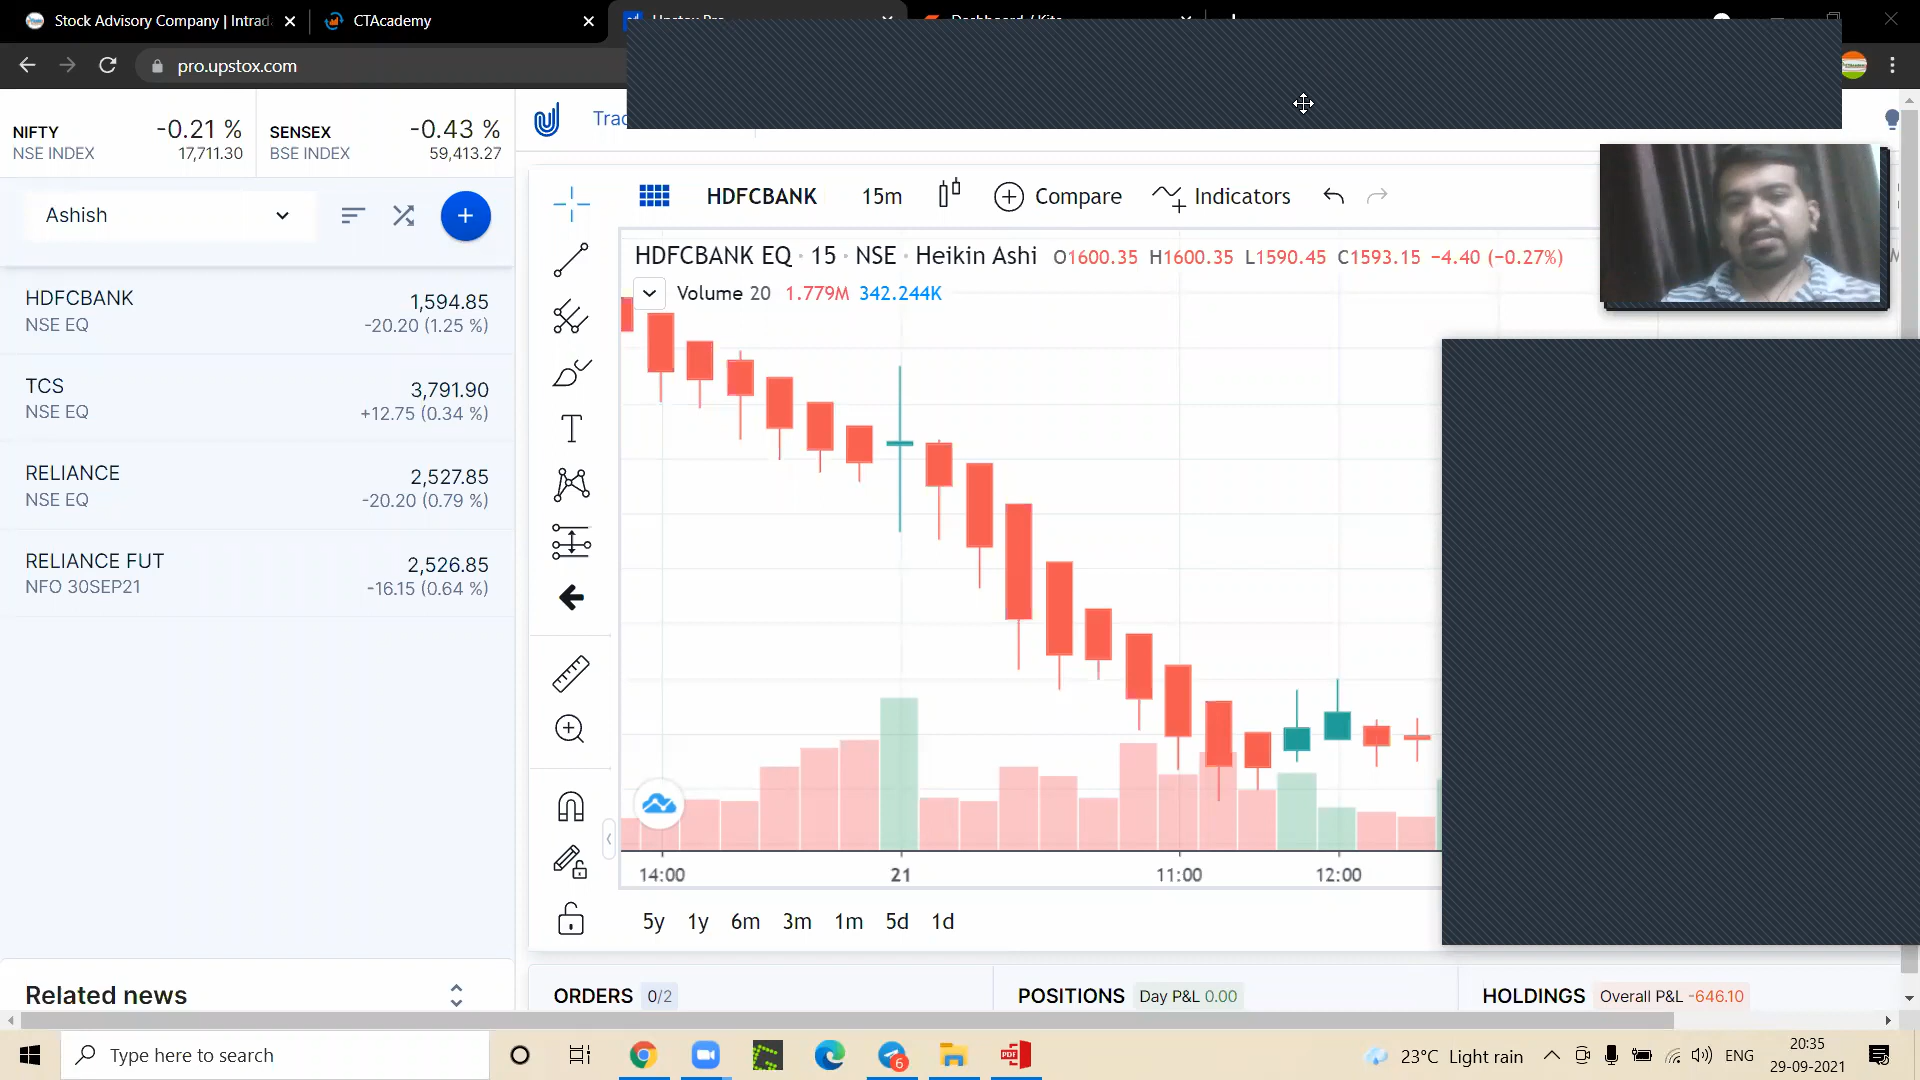 Stock Advisory Company | Intrad
CTAcademy
Upstox Pro
Dashboard / Kite
pro.upstox.com
NIFTY
-0.21 %
NSE INDEX
17,711.30
SENSEX
-0.43 %
BSE INDEX
59,413.27
Ashish
HDFCBANK
1,594.85
NSE EQ
-20.20 (1.25 %)
TCS
3,791.90
NSE EQ
+12.75 (0.34 %)
RELIANCE
2,527.85
NSE EQ
-20.20 (0.79 %)
RELIANCE FUT
2,526.85
NFO 30SEP21
-16.15 (0.64 %)
Related news
HDFCBANK 15m Compare Indicators
HDFCBANK EQ · 15 · NSE · Heikin Ashi O1600.35 H1600.35 L1590.45 C1593.15 −4.40 (−0.27%)
Volume 20 1.779M 342.244K
14:00 21 11:00 12:00
5y 1y 6m 3m 1m 5d 1d
ORDERS 0/2
POSITIONS Day P&L 0.00
HOLDINGS Overall P&L -646.10
Type here to search
6
PDF
23°C Light rain
ENG
20:35
29-09-2021